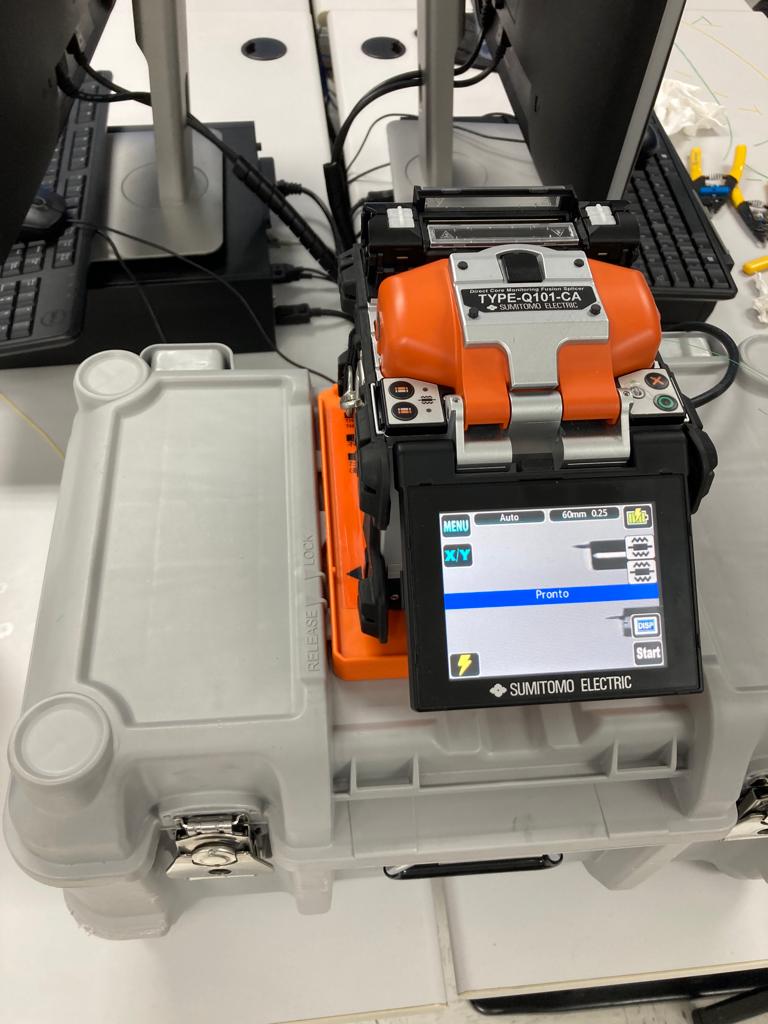 Direct Core Monitoring Fusion Splicer
TYPE-Q101-CA
SUMITOMO ELECTRIC
MENU
Auto
60mm 0.25
X/Y
Pronto
DISP
Start
SUMITOMO ELECTRIC
LOCK
RELEASE